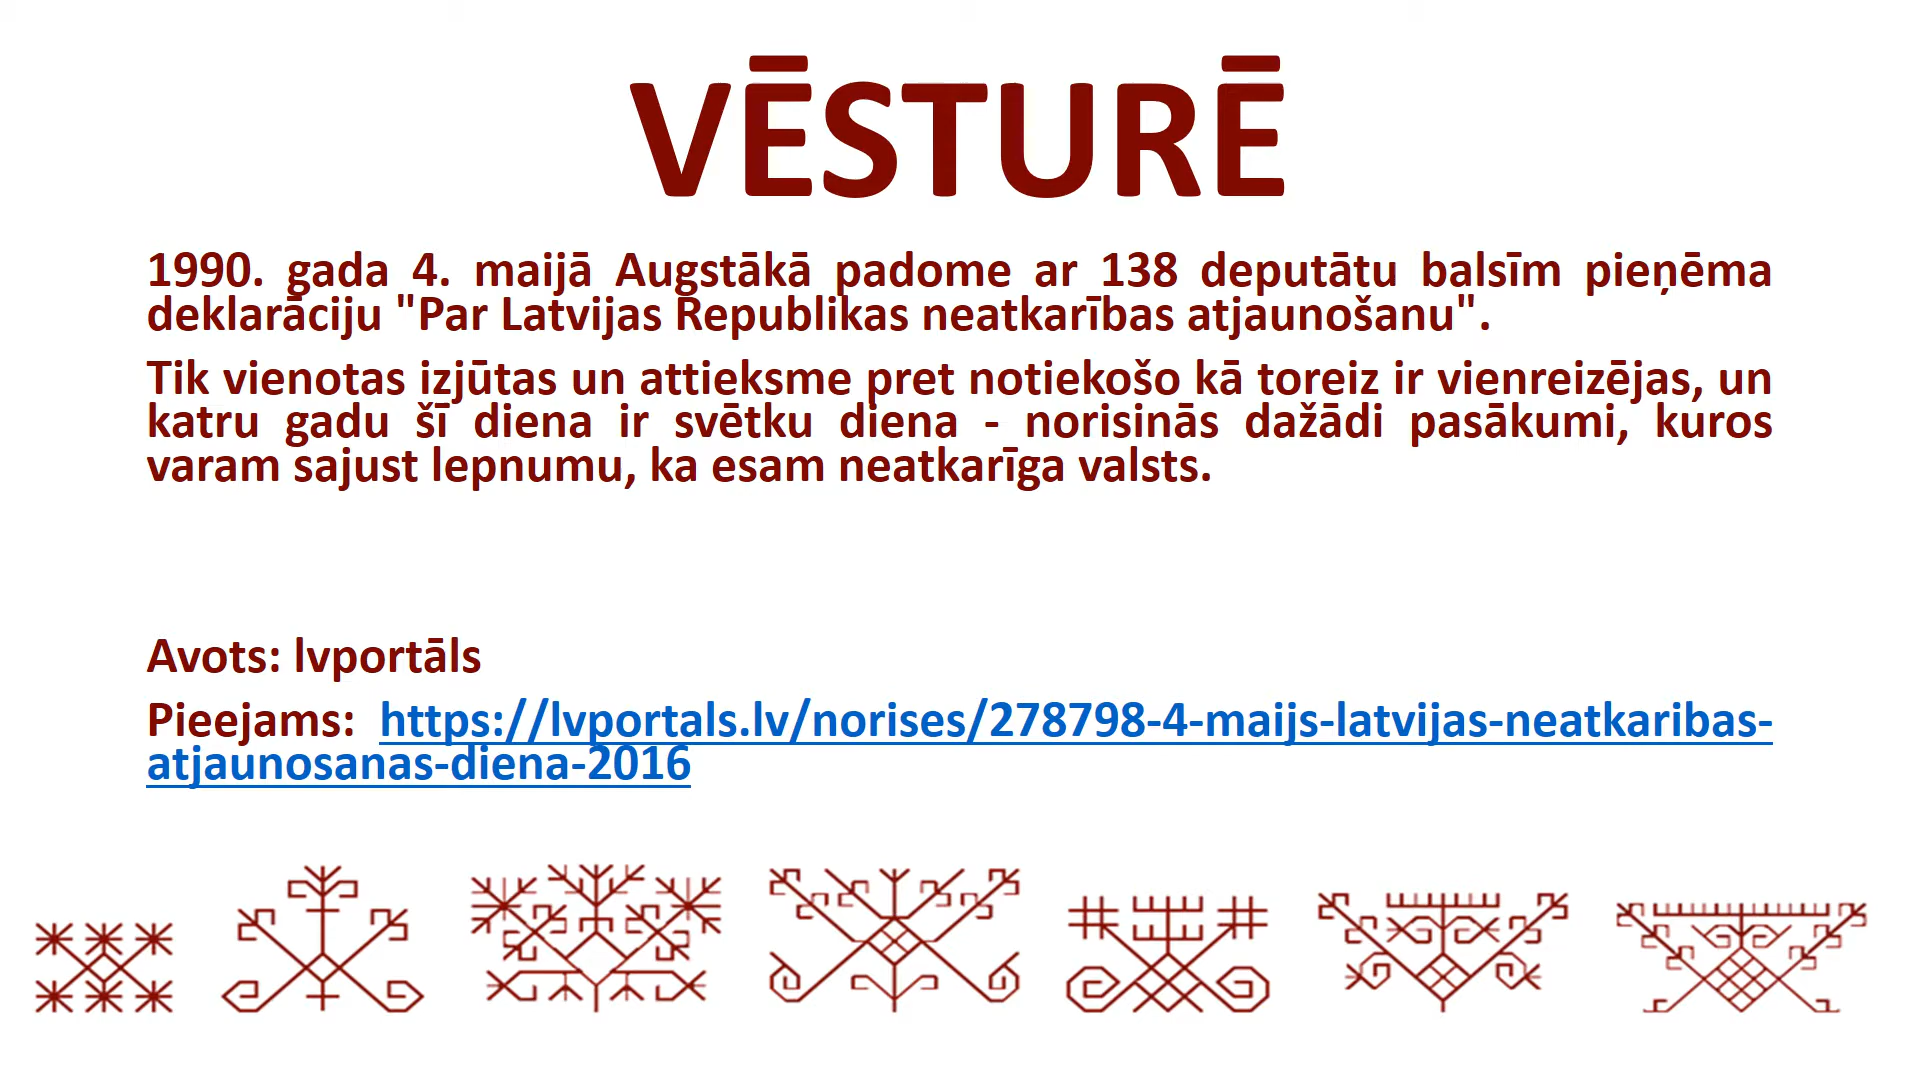 VĒSTURĒ
1990. gada 4. maijā Augstākā padome ar 138 deputātu balsīm pieņēma
deklarāciju "Par Latvijas Republikas neatkarības atjaunošanu".
Tik vienotas izjūtas un attieksme pret notiekošo kā toreiz ir vienreizējas, un
katru gadu šī diena ir svētku diena - norisinās dažādi pasākumi, kuros
varam sajust lepnumu, ka esam neatkarīga valsts.
Avots: lvportāls
Pieejams: https://lvportals.lv/norises/278798-4-maijs-latvijas-neatkaribas-
atjaunosanas-diena-2016